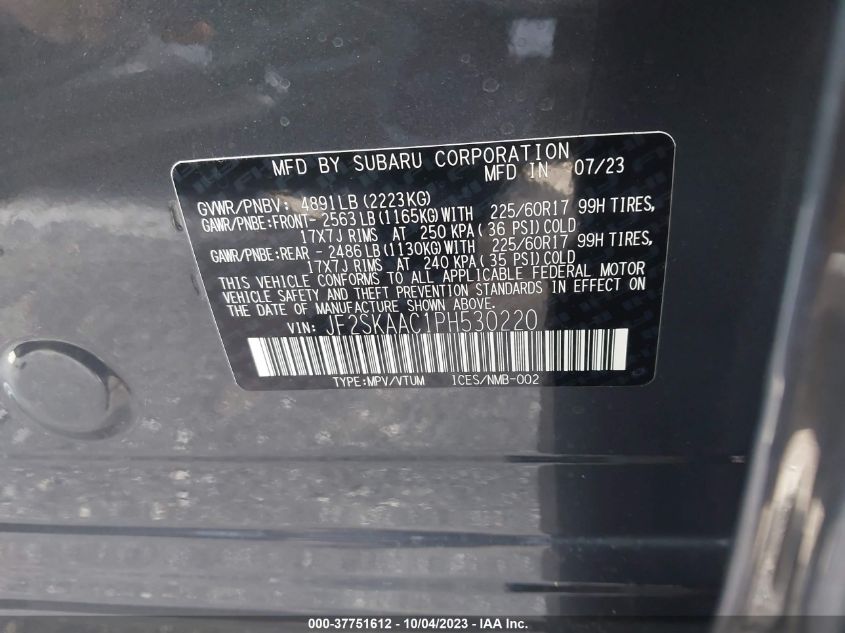 MFD BY SUBARU CORPORATION
MFD IN 07/23
GVWR/PNBV: 4891LB(2223KG)
GAWR/PNBE:FRONT- 2563LB(1165KG)WITH 225/60R17 99H TIRES,
17X7J RIMS AT 250 KPA(36 PSI)COLD
GAWR/PNBE:REAR - 2486LB(1130KG)WITH 225/60R17 99H TIRES,
17X7J RIMS AT 240 KPA(35 PSI)COLD
THIS VEHICLE CONFORMS TO ALL APPLICABLE FEDERAL MOTOR
VEHICLE SAFETY AND THEFT PREVENTION STANDARDS IN EFFECT ON
THE DATE OF MANUFACTURE SHOWN ABOVE.
VIN: JF2SKAAC1PH530220
TYPE:MPV/VTUM ICES/NMB-002
000-37751612 - 10/04/2023 - IAA Inc.